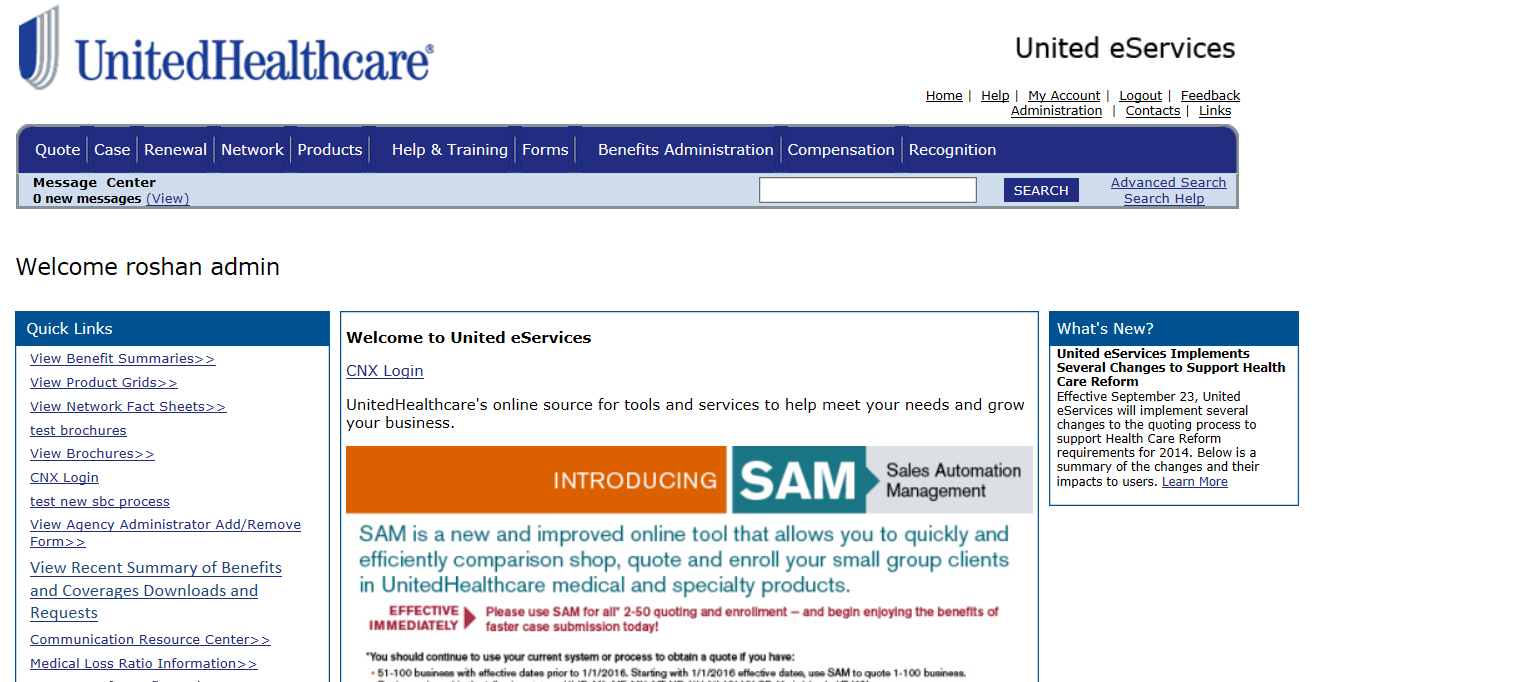 UnitedHealthcare®
United eServices
Home | Help | My Account | Logout | Feedback
Administration | Contacts | Links
Quote Case Renewal Network Products Help & Training Forms Benefits Administration Compensation Recognition
Message Center
0 new messages (View)
SEARCH
Advanced Search
Search Help
Welcome roshan admin
Quick Links
View Benefit Summaries>>
View Product Grids>>
View Network Fact Sheets>>
test brochures
View Brochures>>
CNX Login
test new sbc process
View Agency Administrator Add/Remove
Form>>
View Recent Summary of Benefits
and Coverages Downloads and
Requests
Communication Resource Center>>
Medical Loss Ratio Information>>
Welcome to United eServices
CNX Login
UnitedHealthcare's online source for tools and services to help meet your needs and grow
your business.
INTRODUCING SAM Sales Automation
Management
SAM is a new and improved online tool that allows you to quickly and
efficiently comparison shop, quote and enroll your small group clients
in UnitedHealthcare medical and specialty products.
EFFECTIVE
IMMEDIATELY
Please use SAM for all* 2-50 quoting and enrollment – and begin enjoying the benefits of
faster case submission today!
*You should continue to use your current system or process to obtain a quote if you have:
• 51-100 business with effective dates prior to 1/1/2016. Starting with 1/1/2016 effective dates, use SAM to quote 1-100 business.
What's New?
United eServices Implements
Several Changes to Support Health
Care Reform
Effective September 23, United
eServices will implement several
changes to the quoting process to
support Health Care Reform
requirements for 2014. Below is a
summary of the changes and their
impacts to users. Learn More